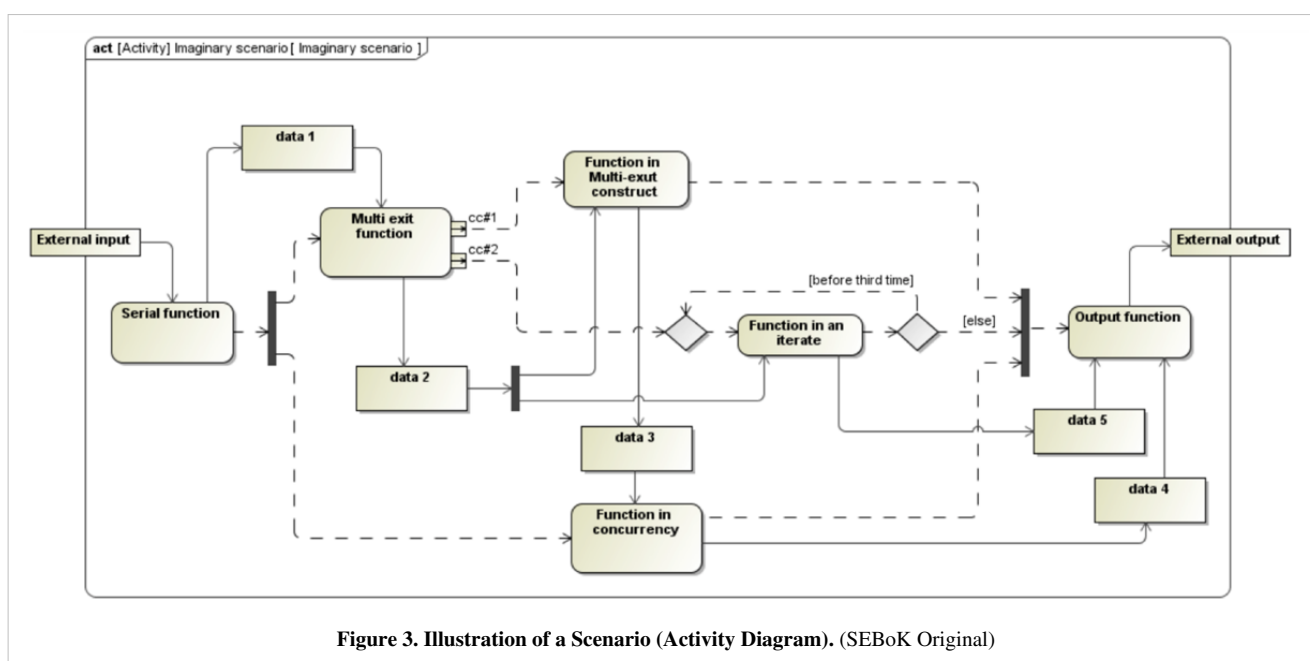 act [Activity] Imaginary scenario[ Imaginary scenario ]
data 1
Function in
Multi-exut
construct
Multi exit
function
cc#1
cc#2
External input
External output
Serial function
[before third time]
Function in an
iterate
[else]
Output function
data 2
data 3
data 5
data 4
Function in
concurrency
Figure 3. Illustration of a Scenario (Activity Diagram). (SEBoK Original)